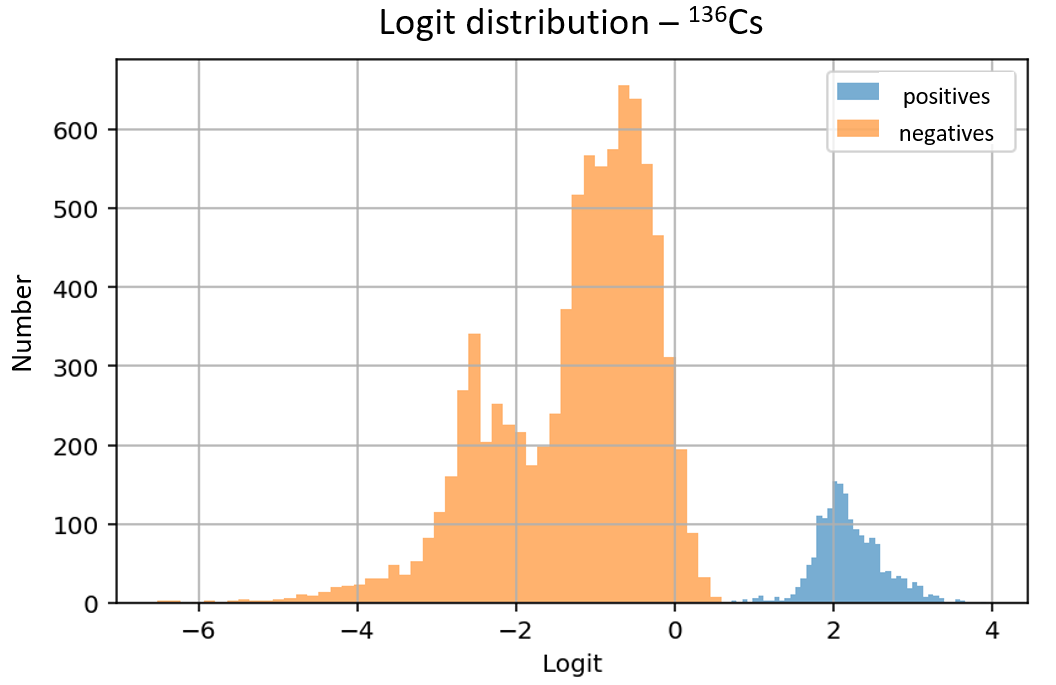 Logit distribution – ¹³⁶Cs
positives
negatives
600
500
400
300
200
100
0
Number
−6 −4 −2 0 2 4
Logit